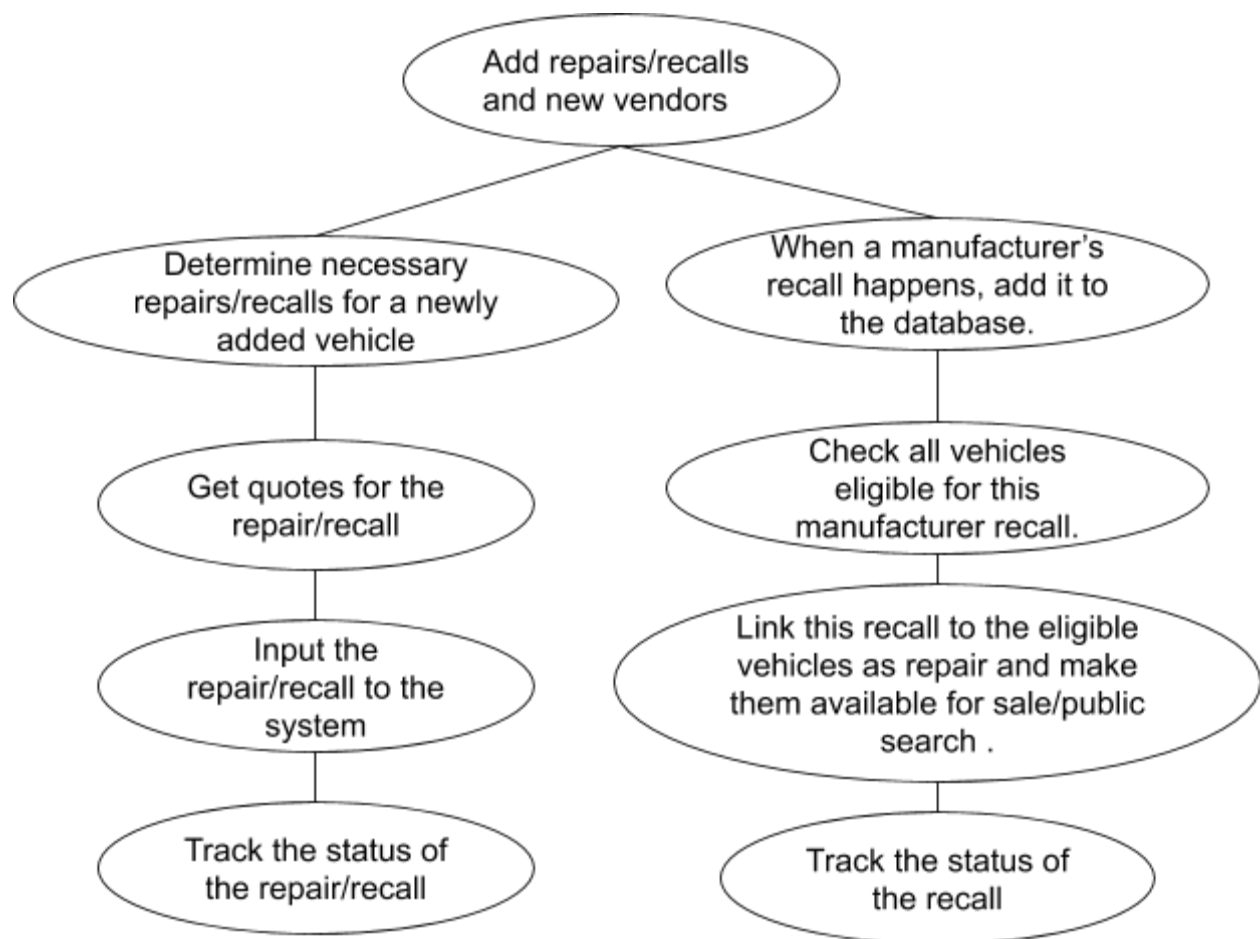 Add repairs/recalls
and new vendors
Determine necessary
repairs/recalls for a newly
added vehicle
Get quotes for the
repair/recall
Input the
repair/recall to the
system
Track the status of
the repair/recall
When a manufacturer’s
recall happens, add it to
the database.
Check all vehicles
eligible for this
manufacturer recall.
Link this recall to the eligible
vehicles as repair and make
them available for sale/public
search .
Track the status of
the recall